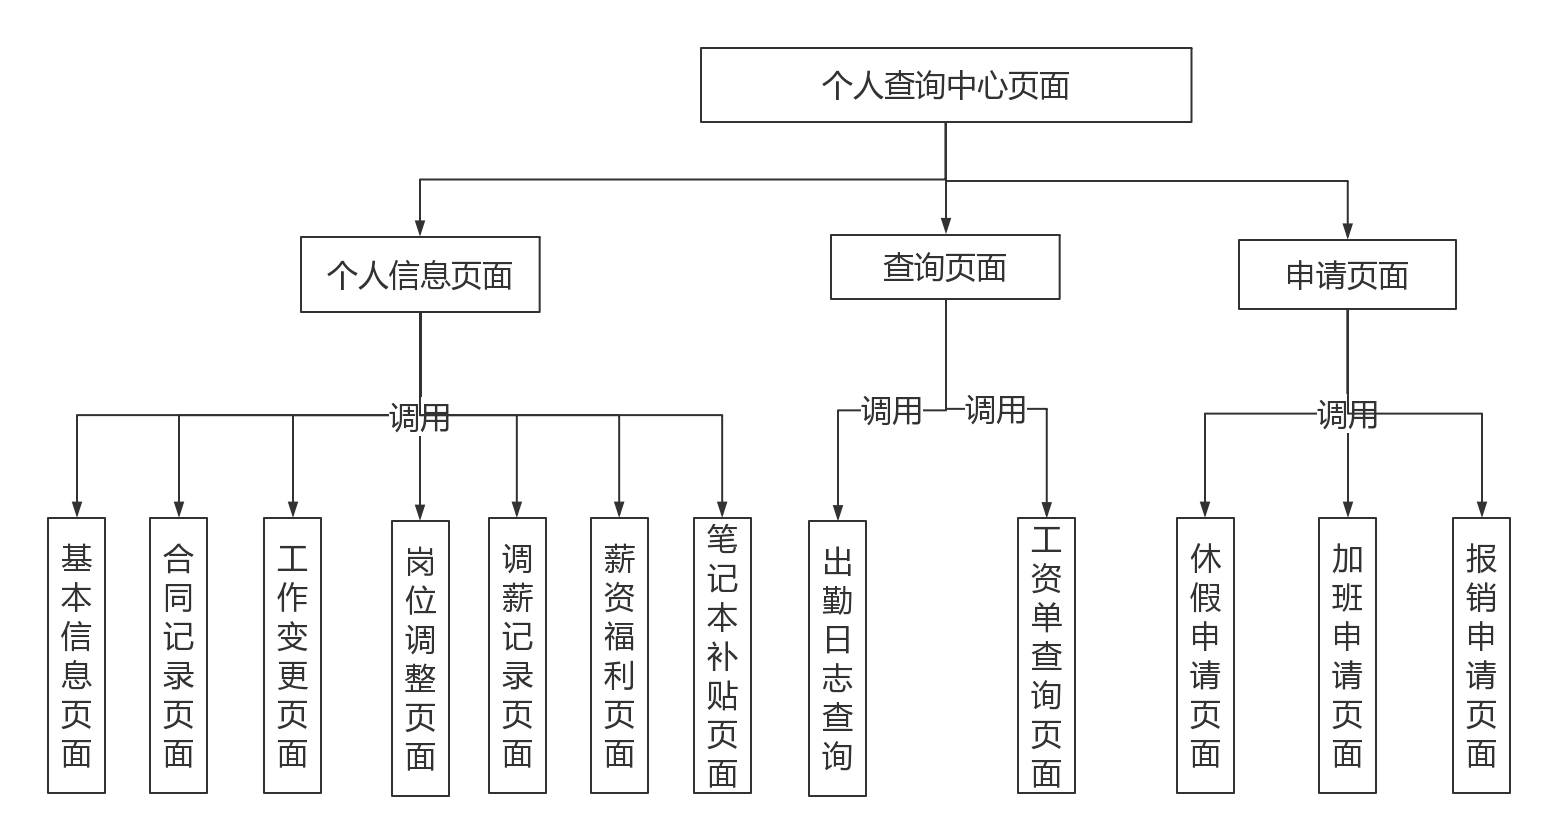 个人查询中心页面
个人信息页面
查询页面
申请页面
调用
调用
调用
调用
基本信息页面
合同记录页面
工作变更页面
岗位调整页面
调薪记录页面
薪资福利页面
笔记本补贴页面
出勤日志查询
工资单查询页面
休假申请页面
加班申请页面
报销申请页面